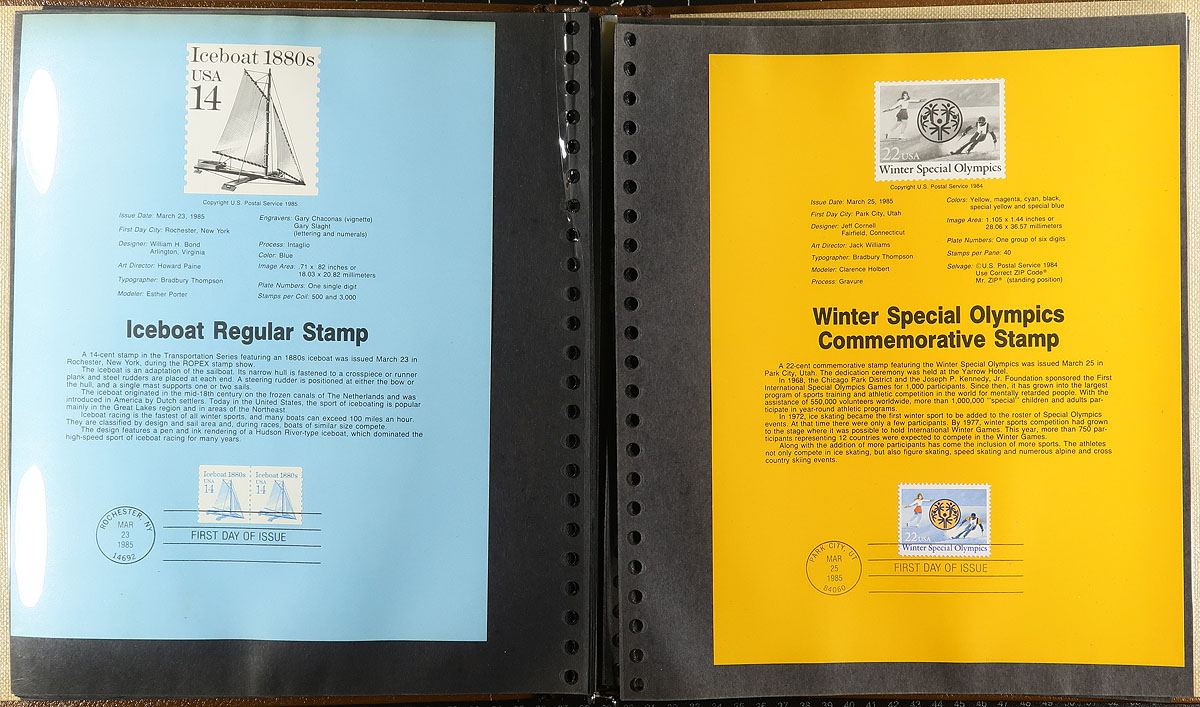 Iceboat 1880s
USA
14
Copyright U.S. Postal Service 1985
Issue Date: March 23, 1985
First Day City: Rochester, New York
Designer: William H. Bond
Arlington, Virginia
Art Director: Howard Paine
Typographer: Bradbury Thompson
Modeler: Esther Porter
Engravers: Gary Chaconas (vignette)
Gary Slaght
(lettering and numerals)
Process: Intaglio
Color: Blue
Image Area: .71 x .82 inches or
18.03 x 20.82 millimeters
Plate Numbers: One single digit
Stamps per Coil: 500 and 3,000
Iceboat Regular Stamp
A 14-cent stamp in the Transportation Series featuring an 1880s iceboat was issued March 23 in
Rochester, New York, during the ROPEX stamp show.
The iceboat is an adaptation of the sailboat. Its narrow hull is fastened to a crosspiece or runner
plank and steel rudders are placed at each end. A steering rudder is positioned at either the bow or
the hull, and a single mast supports one or two sails.
The iceboat originated in the mid-18th century on the frozen canals of The Netherlands and was
introduced in America by Dutch settlers. Today in the United States, the sport of iceboating is popular
mainly in the Great Lakes region and in areas of the Northeast.
Iceboat racing is the fastest of all winter sports, and many boats can exceed 100 miles an hour.
They are classified by design and sail area and, during races, boats of similar size compete.
The design features a pen and ink rendering of a Hudson River-type iceboat, which dominated the
high-speed sport of iceboat racing for many years.
Iceboat 1880s
USA
14
Iceboat 1880s
USA
14
ROCHESTER, NY
MAR
23
1985
14692
FIRST DAY OF ISSUE
22 USA
Winter Special Olympics
Copyright U.S. Postal Service 1984
Issue Date: March 25, 1985
First Day City: Park City, Utah
Designer: Jeff Cornell
Fairfield, Connecticut
Art Director: Jack Williams
Typographer: Bradbury Thompson
Modeler: Clarence Holbert
Process: Gravure
Colors: Yellow, magenta, cyan, black,
special yellow and special blue
Image Area: 1.105 x 1.44 inches or
28.06 x 36.57 millimeters
Plate Numbers: One group of six digits
Stamps per Pane: 40
Selvage: ©U.S. Postal Service 1984
Use Correct ZIP Code®
Mr. ZIP® (standing position)
Winter Special Olympics
Commemorative Stamp
A 22-cent commemorative stamp featuring the Winter Special Olympics was issued March 25 in
Park City, Utah. The dedication ceremony was held at the Yarrow Hotel.
In 1968, the Chicago Park District and the Joseph P. Kennedy, Jr. Foundation sponsored the First
International Special Olympics Games for 1,000 participants. Since then, it has grown into the largest
program of sports training and athletic competition in the world for mentally retarded people. With the
assistance of 550,000 volunteers worldwide, more than 1,000,000 "special" children and adults par-
ticipate in year-round athletic programs.
In 1972, ice skating became the first winter sport to be added to the roster of Special Olympics
events. At that time there were only a few participants. By 1977, winter sports competition had grown
to the stage where it was possible to hold International Winter Games. This year, more than 750 par-
ticipants representing 12 countries were expected to compete in the Winter Games.
Along with the addition of more participants has come the inclusion of more sports. The athletes
not only compete in ice skating, but also figure skating, speed skating and numerous alpine and cross
country skiing events.
22 USA
Winter Special Olympics
PARK CITY, UT
MAR
25
1985
84060
FIRST DAY OF ISSUE